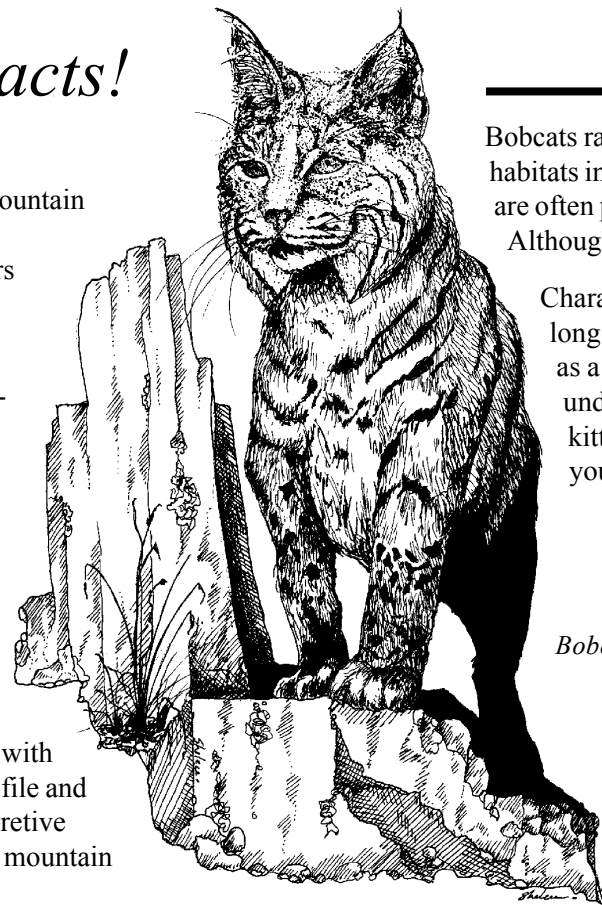 acts!
ountain
rs
-
with
file and
retive
mountain
Bobcats ra
habitats in
are often p
Althoug
Chara
long
as a
und
kitt
you
Bobc